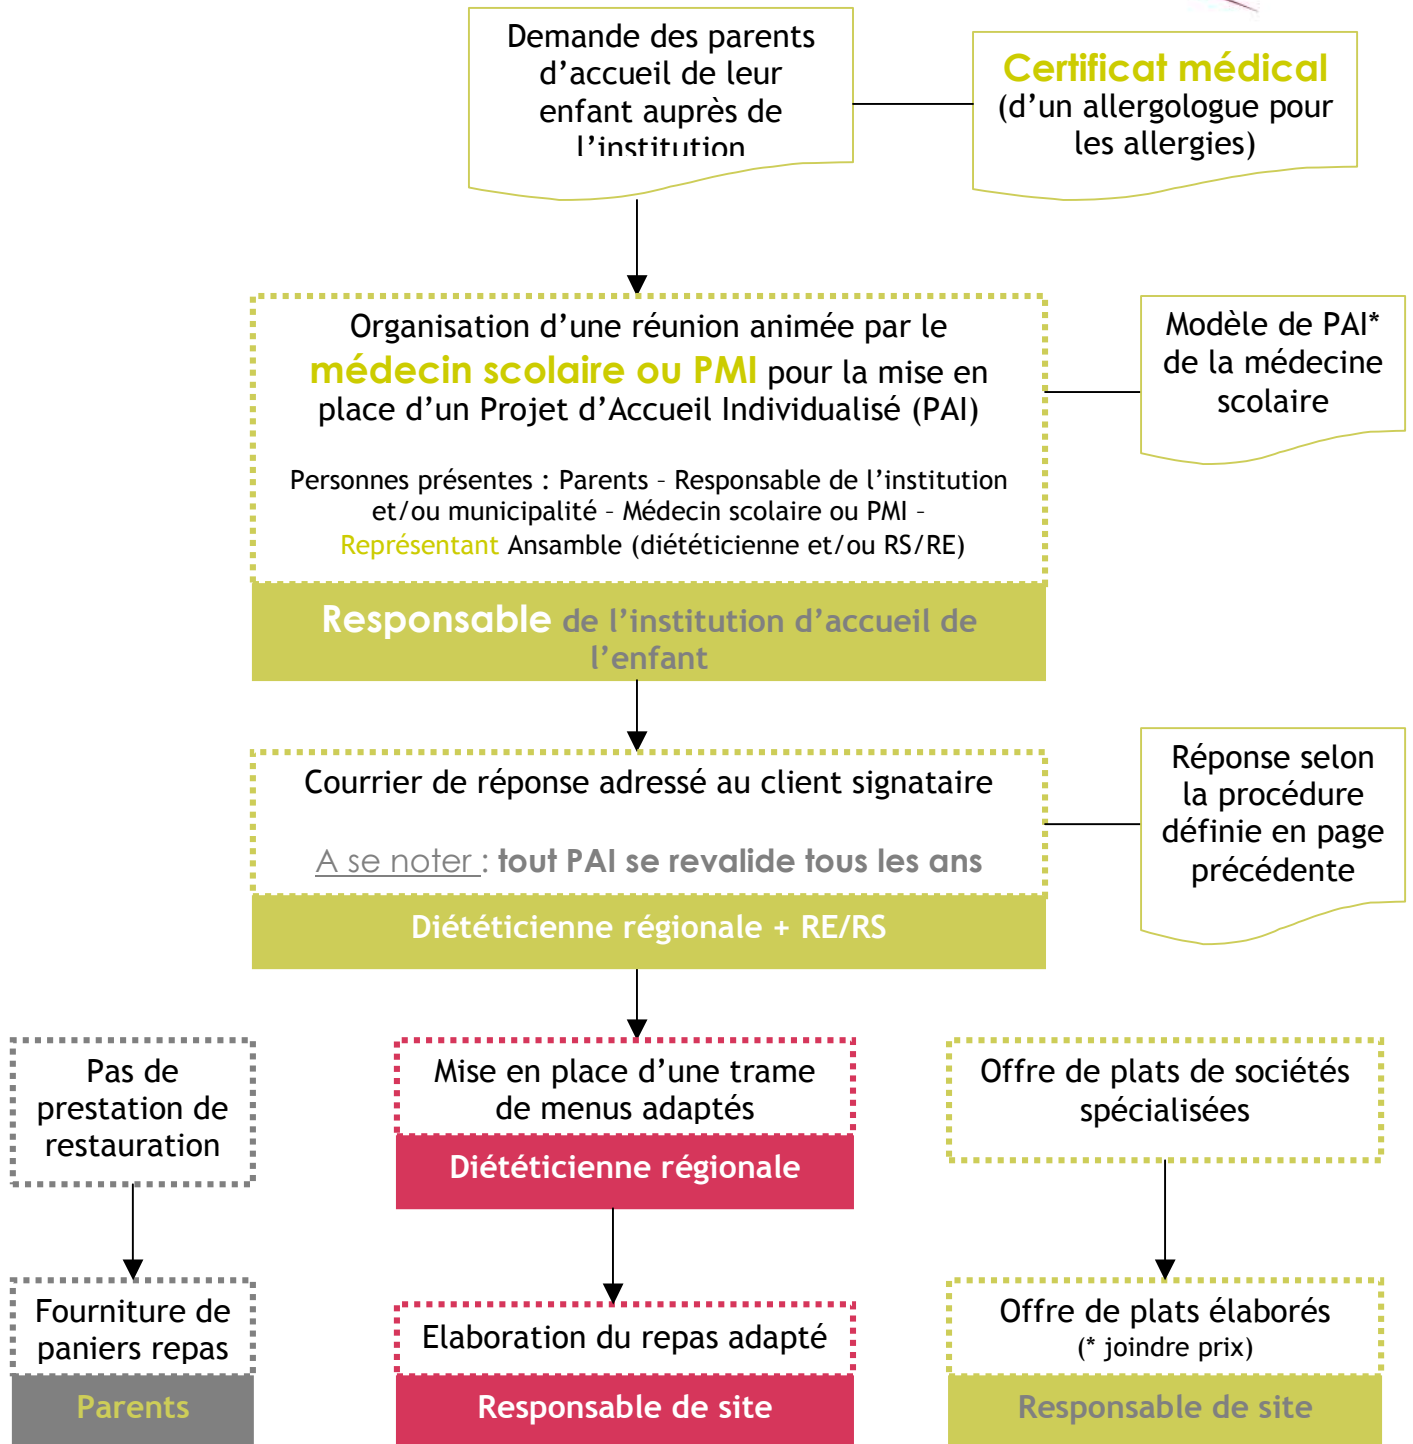 Demande des parents
d’accueil de leur
enfant auprès de
l’institution
Certificat médical
(d’un allergologue pour
les allergies)
Organisation d’une réunion animée par le
médecin scolaire ou PMI pour la mise en
place d’un Projet d’Accueil Individualisé (PAI)
Personnes présentes : Parents – Responsable de l’institution
et/ou municipalité – Médecin scolaire ou PMI –
Représentant Ansamble (diététicienne et/ou RS/RE)
Responsable de l’institution d’accueil de
l’enfant
Modèle de PAI*
de la médecine
scolaire
Courrier de réponse adressé au client signataire
A se noter : tout PAI se revalide tous les ans
Diététicienne régionale + RE/RS
Réponse selon
la procédure
définie en page
précédente
Pas de
prestation de
restauration
Fourniture de
paniers repas
Parents
Mise en place d’une trame
de menus adaptés
Diététicienne régionale
Elaboration du repas adapté
Responsable de site
Offre de plats de sociétés
spécialisées
Offre de plats élaborés
(* joindre prix)
Responsable de site